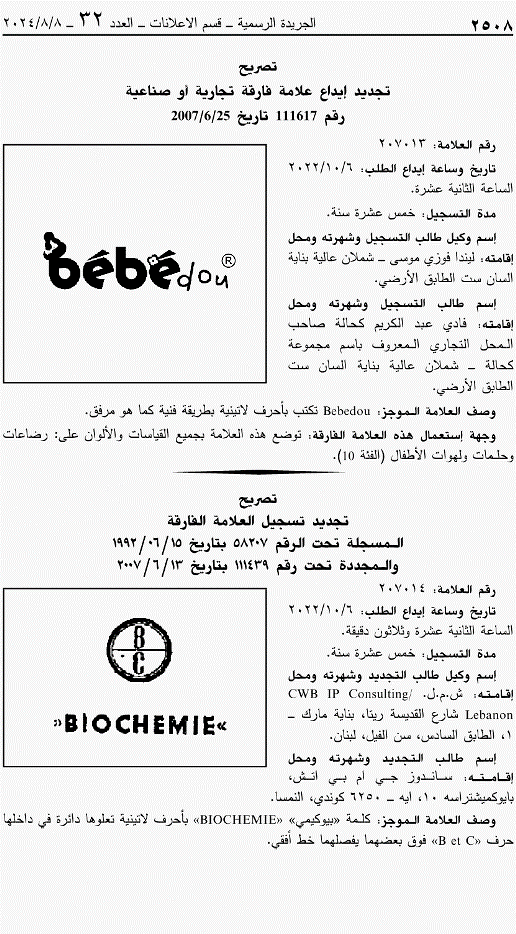 ٢٥٠٨
الجريدة الرسمية ــ قسم الاعلانات ــ العدد ٣٢ ــ ٢٠٢٤/٨/٨
تصريح
تجديد إيداع علامة فارقة تجارية أو صناعية
رقم 111617 تاريخ 2007/6/25
رقم العلامة: ٢٠٧٠١٣
تاريخ وساعة إيداع الطلب: ٢٠٢٢/١٠/٦
الساعة الثانية عشرة.
مدة التسجيل: خمس عشرة سنة.
إسم وكيل طالب التسجيل وشهرته ومحل
إقامته: ليندا فوزي موسى ــ شملان عالية بناية
السان ست الطابق الأرضي.
إسم طالب التسجيل وشهرته ومحل
إقامته: فادي عبد الكريم كحالة صاحب
المحل التجاري المعروف باسم مجموعة
كحالة ــ شملان عالية بناية السان ست
الطابق الأرضي.
bébédou®
وصف العلامة الموجز: Bebedou تكتب بأحرف لاتينية بطريقة فنية كما هو مرفق.
وجهة إستعمال هذه العلامة الفارقة: توضع هذه العلامة بجميع القياسات والألوان على: رضاعات
وحلمات ولهوات الأطفال (الفئة 10).
تصريح
تجديد تسجيل العلامة الفارقة
المسجلة تحت الرقم ٥٨٢٠٧ بتاريخ ١٩٩٢/٠٦/١٥
والمجددة تحت رقم ١١١٤٣٩ بتاريخ ٢٠٠٧/٦/١٣
رقم العلامة: ٢٠٧٠١٤
تاريخ وساعة إيداع الطلب: ٢٠٢٢/١٠/٦
الساعة الثانية عشرة وثلاثون دقيقة.
مدة التسجيل: خمس عشرة سنة.
إسم وكيل طالب التجديد وشهرته ومحل
إقامته: ش.م.ل. CWB IP Consulting/
Lebanon شارع القديسة ريتا، بناية مارك ــ
١، الطابق السادس، سن الفيل، لبنان.
إسم طالب التجديد وشهرته ومحل
إقامته: ساندوز جي ام بي اتش،
بايوكميشتراسه ١٠، ايه ــ ٦٢٥٠ كوندي، النمسا.
B
C
»BIOCHEMIE«
وصف العلامة الموجز: كلمة «بيوكيمي» «BIOCHEMIE» بأحرف لاتينية تعلوها دائرة في داخلها
حرف «B et C» فوق بعضهما يفصلهما خط أفقي.